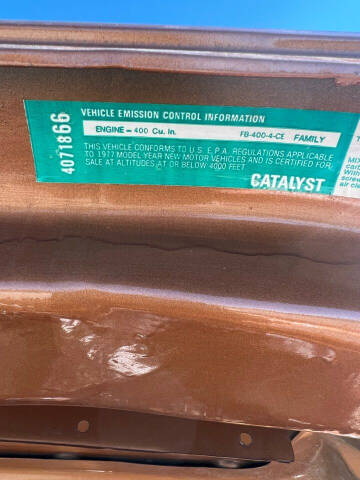 4071866
VEHICLE EMISSION CONTROL INFORMATION
ENGINE – 400 Cu. In. FB-400-4-CE FAMILY
THIS VEHICLE CONFORMS TO U.S. E.P.A. REGULATIONS APPLICABLE
TO 1977 MODEL YEAR NEW MOTOR VEHICLES AND IS CERTIFIED FOR
SALE AT ALTITUDES AT OR BELOW 4000 FEET
CATALYST